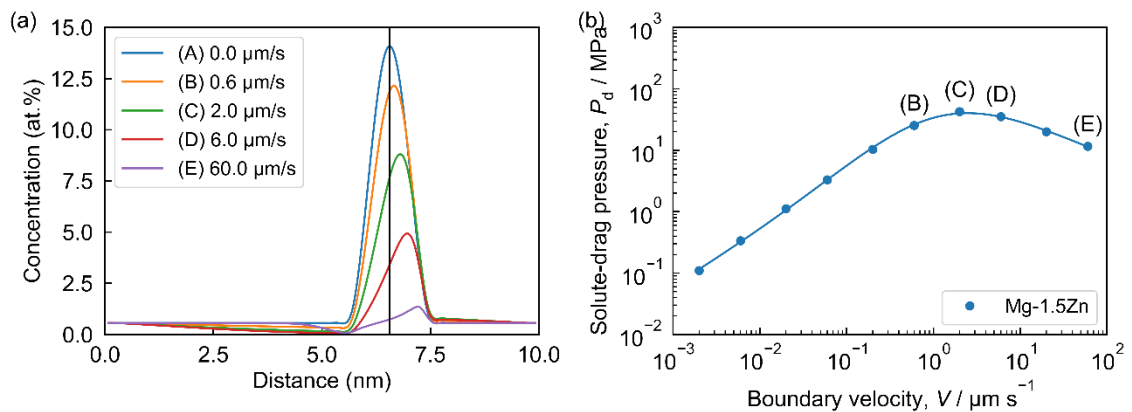 (a)
15.0
12.5
10.0
7.5
5.0
2.5
0.0
Concentration (at.%)
(A) 0.0 μm/s
(B) 0.6 μm/s
(C) 2.0 μm/s
(D) 6.0 μm/s
(E) 60.0 μm/s
0.0
2.5
5.0
7.5
10.0
Distance (nm)
(b)
10³
10²
10¹
10⁰
10⁻¹
10⁻²
Solute-drag pressure, P_d / MPa
(B)
(C)
(D)
(E)
Mg-1.5Zn
10⁻³
10⁻²
10⁻¹
10⁰
10¹
10²
Boundary velocity, V / μm s⁻¹